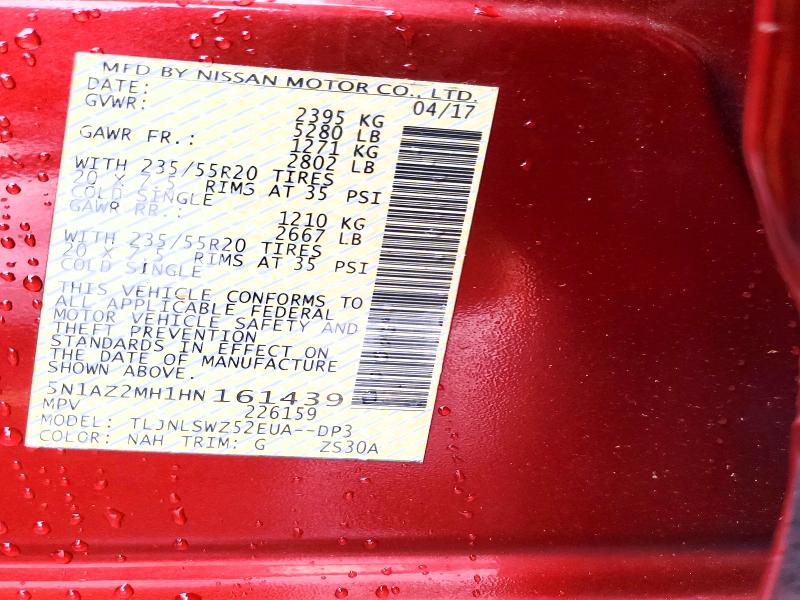 MFD BY NISSAN MOTOR CO., LTD.
DATE: 04/17
GVWR: 2395 KG
5280 LB
GAWR FR.: 1271 KG
2802 LB
WITH 235/55R20 TIRES
20 X 7.5 RIMS AT 35 PSI
COLD SINGLE
GAWR RR.: 1210 KG
2667 LB
WITH 235/55R20 TIRES
20 X 7.5 RIMS AT 35 PSI
COLD SINGLE
THIS VEHICLE CONFORMS TO
ALL APPLICABLE FEDERAL
MOTOR VEHICLE SAFETY AND
THEFT PREVENTION
STANDARDS IN EFFECT ON
THE DATE OF MANUFACTURE
SHOWN ABOVE.
5N1AZ2MH1HN161439
MPV 226159
MODEL: TLJNLSWZ52EUA--DP3
COLOR: NAH TRIM: G ZS30A